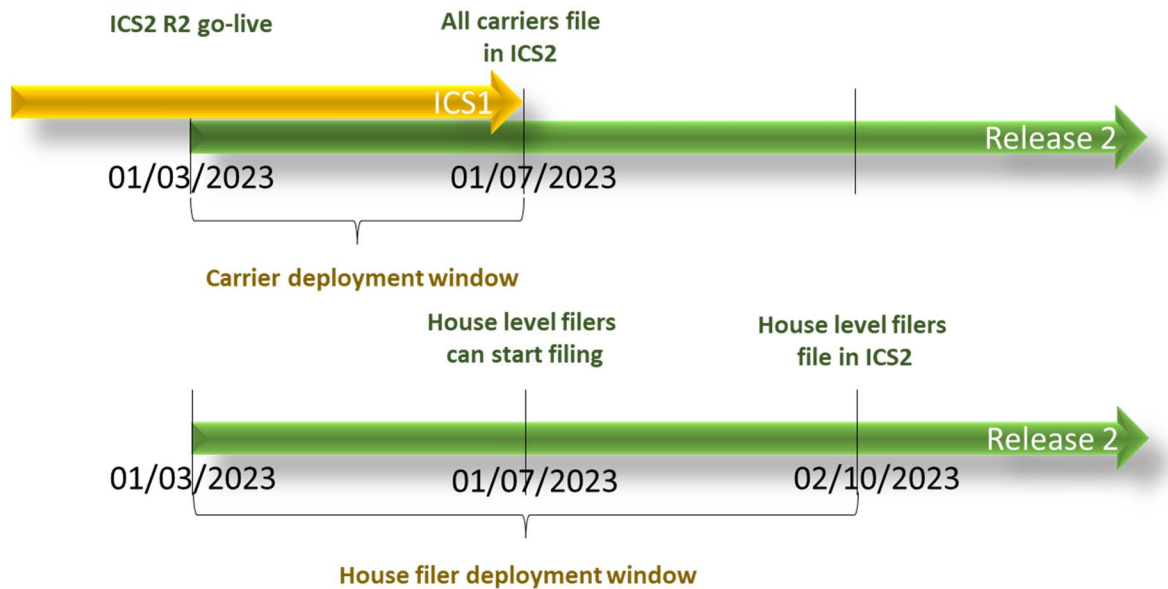 ICS2 R2 go-live
All carriers file
in ICS2
ICS1
Release 2
01/03/2023
01/07/2023
Carrier deployment window
House level filers
can start filing
House level filers
file in ICS2
Release 2
01/03/2023
01/07/2023
02/10/2023
House filer deployment window